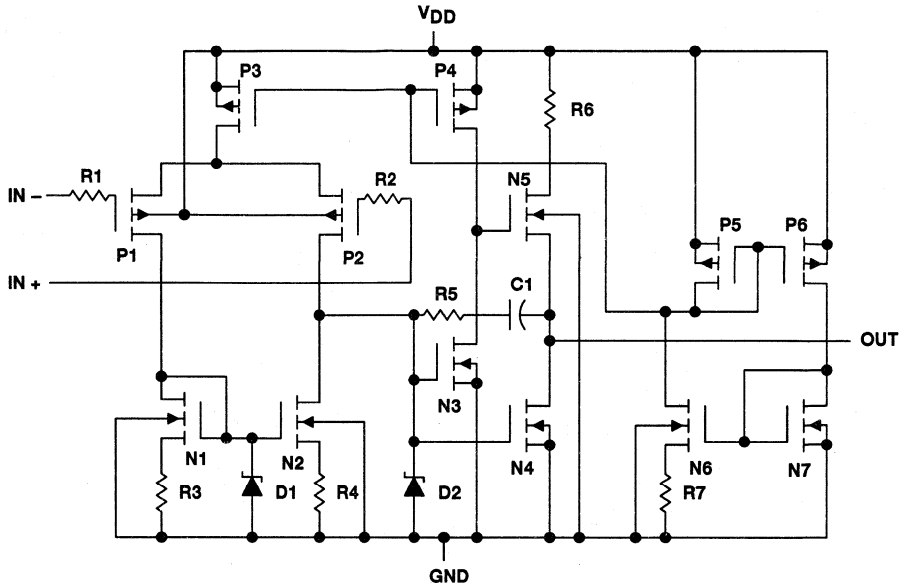 VDD
P3
P4
R6
R1
R2
IN −
N5
P5
P6
P1
P2
IN +
R5
C1
OUT
N3
N1
N2
N4
N6
N7
R3
D1
R4
D2
R7
GND